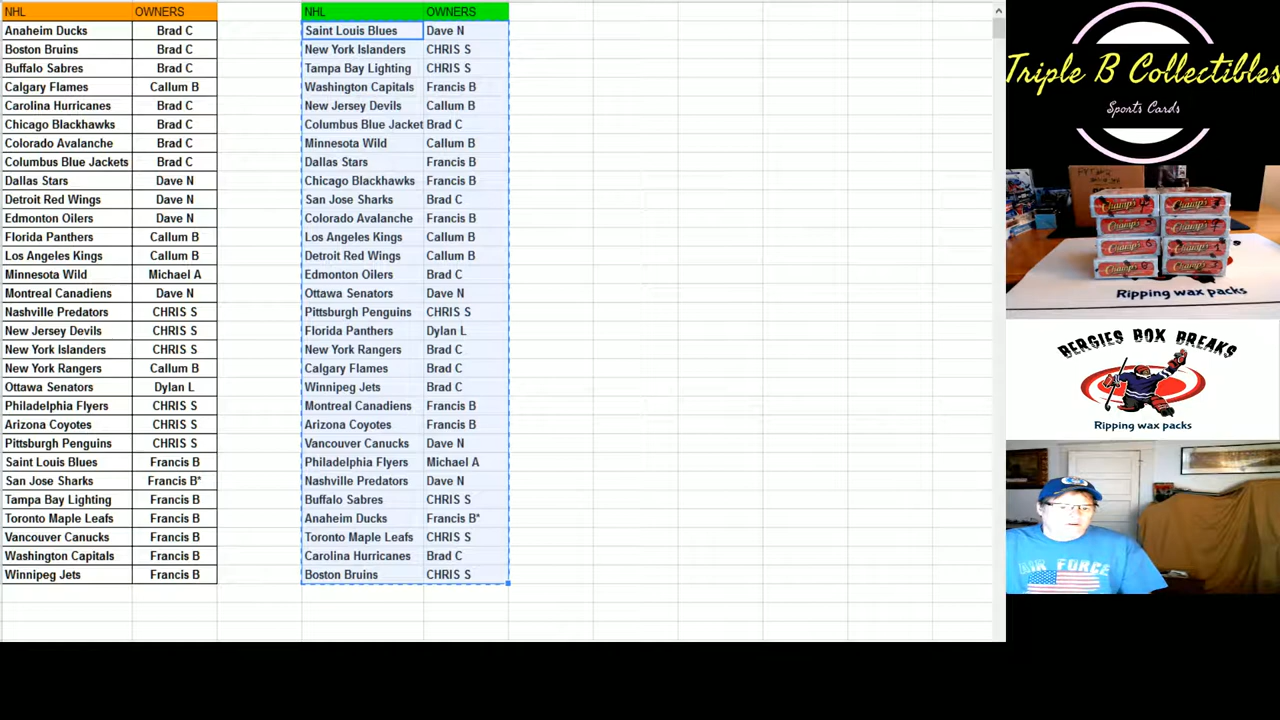 NHL OWNERS
Anaheim Ducks Brad C
Boston Bruins Brad C
Buffalo Sabres Brad C
Calgary Flames Callum B
Carolina Hurricanes Brad C
Chicago Blackhawks Brad C
Colorado Avalanche Brad C
Columbus Blue Jackets Brad C
Dallas Stars Dave N
Detroit Red Wings Dave N
Edmonton Oilers Dave N
Florida Panthers Callum B
Los Angeles Kings Callum B
Minnesota Wild Michael A
Montreal Canadiens Dave N
Nashville Predators CHRIS S
New Jersey Devils CHRIS S
New York Islanders CHRIS S
New York Rangers Callum B
Ottawa Senators Dylan L
Philadelphia Flyers CHRIS S
Arizona Coyotes CHRIS S
Pittsburgh Penguins CHRIS S
Saint Louis Blues Francis B
San Jose Sharks Francis B*
Tampa Bay Lighting Francis B
Toronto Maple Leafs Francis B
Vancouver Canucks Francis B
Washington Capitals Francis B
Winnipeg Jets Francis B
NHL OWNERS
Saint Louis Blues Dave N
New York Islanders CHRIS S
Tampa Bay Lighting CHRIS S
Washington Capitals Francis B
New Jersey Devils Callum B
Columbus Blue Jacket Brad C
Minnesota Wild Callum B
Dallas Stars Francis B
Chicago Blackhawks Francis B
San Jose Sharks Brad C
Colorado Avalanche Francis B
Los Angeles Kings Callum B
Detroit Red Wings Callum B
Edmonton Oilers Brad C
Ottawa Senators Dave N
Pittsburgh Penguins CHRIS S
Florida Panthers Dylan L
New York Rangers Brad C
Calgary Flames Brad C
Winnipeg Jets Brad C
Montreal Canadiens Francis B
Arizona Coyotes Francis B
Vancouver Canucks Dave N
Philadelphia Flyers Michael A
Nashville Predators Dave N
Buffalo Sabres CHRIS S
Anaheim Ducks Francis B*
Toronto Maple Leafs CHRIS S
Carolina Hurricanes Brad C
Boston Bruins CHRIS S
Triple B Collectibles
Sports Cards
Champs Champs
Champs Champs
Champs Champs
Champs Champs
Ripping wax packs
BERGIES BOX BREAKS
Ripping wax packs
AIR FORCE